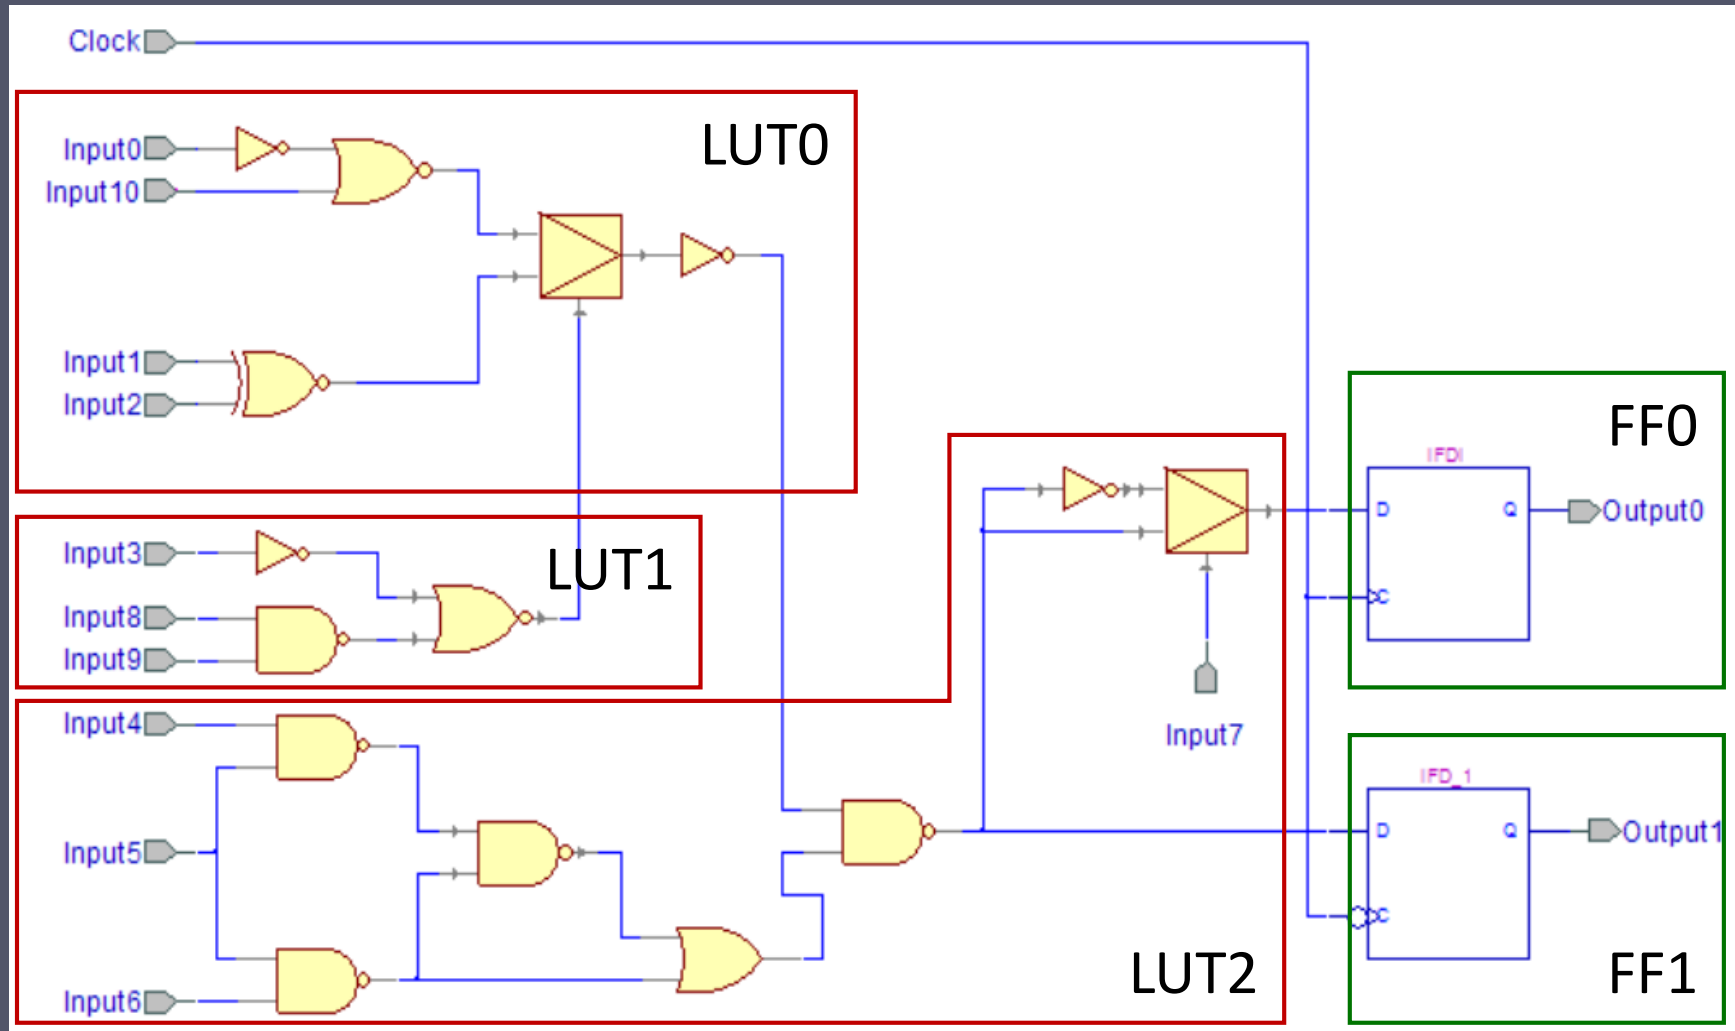 Clock
LUT0
Input0
Input10
Input1
Input2
FF0
IFDI
D
Q
Output0
C
Input3
LUT1
Input8
Input9
Input4
Input7
IFD_1
D
Q
Output1
Input5
C
LUT2
FF1
Input6